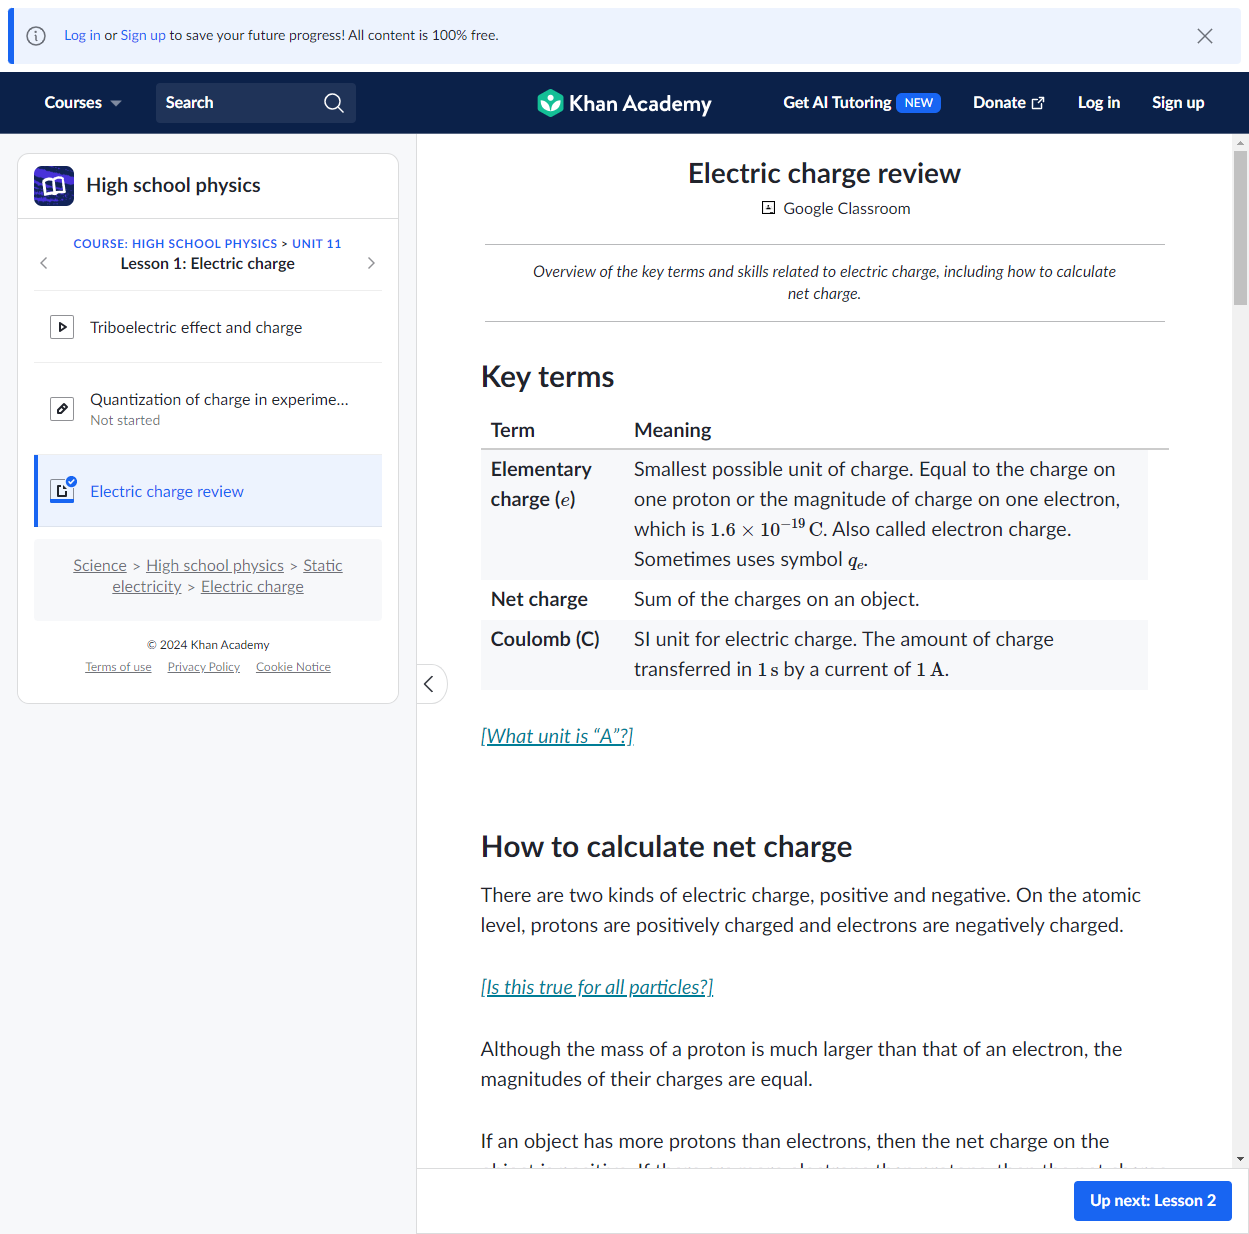 Log in or Sign up to save your future progress! All content is 100% free.
Courses
Search
Khan Academy
Get AI Tutoring NEW
Donate
Log in
Sign up
High school physics
COURSE: HIGH SCHOOL PHYSICS > UNIT 11
Lesson 1: Electric charge
Triboelectric effect and charge
Quantization of charge in experime...
Not started
Electric charge review
Science > High school physics > Static
electricity > Electric charge
© 2024 Khan Academy
Terms of use Privacy Policy Cookie Notice
Electric charge review
Google Classroom
Overview of the key terms and skills related to electric charge, including how to calculate
net charge.
Key terms
Term Meaning
Elementary charge (e)
Smallest possible unit of charge. Equal to the charge on
one proton or the magnitude of charge on one electron,
which is 1.6 × 10⁻¹⁹ C. Also called electron charge.
Sometimes uses symbol qₑ.
Net charge Sum of the charges on an object.
Coulomb (C) SI unit for electric charge. The amount of charge
transferred in 1 s by a current of 1 A.
[What unit is “A”?]
How to calculate net charge
There are two kinds of electric charge, positive and negative. On the atomic
level, protons are positively charged and electrons are negatively charged.
[Is this true for all particles?]
Although the mass of a proton is much larger than that of an electron, the
magnitudes of their charges are equal.
If an object has more protons than electrons, then the net charge on the
Up next: Lesson 2